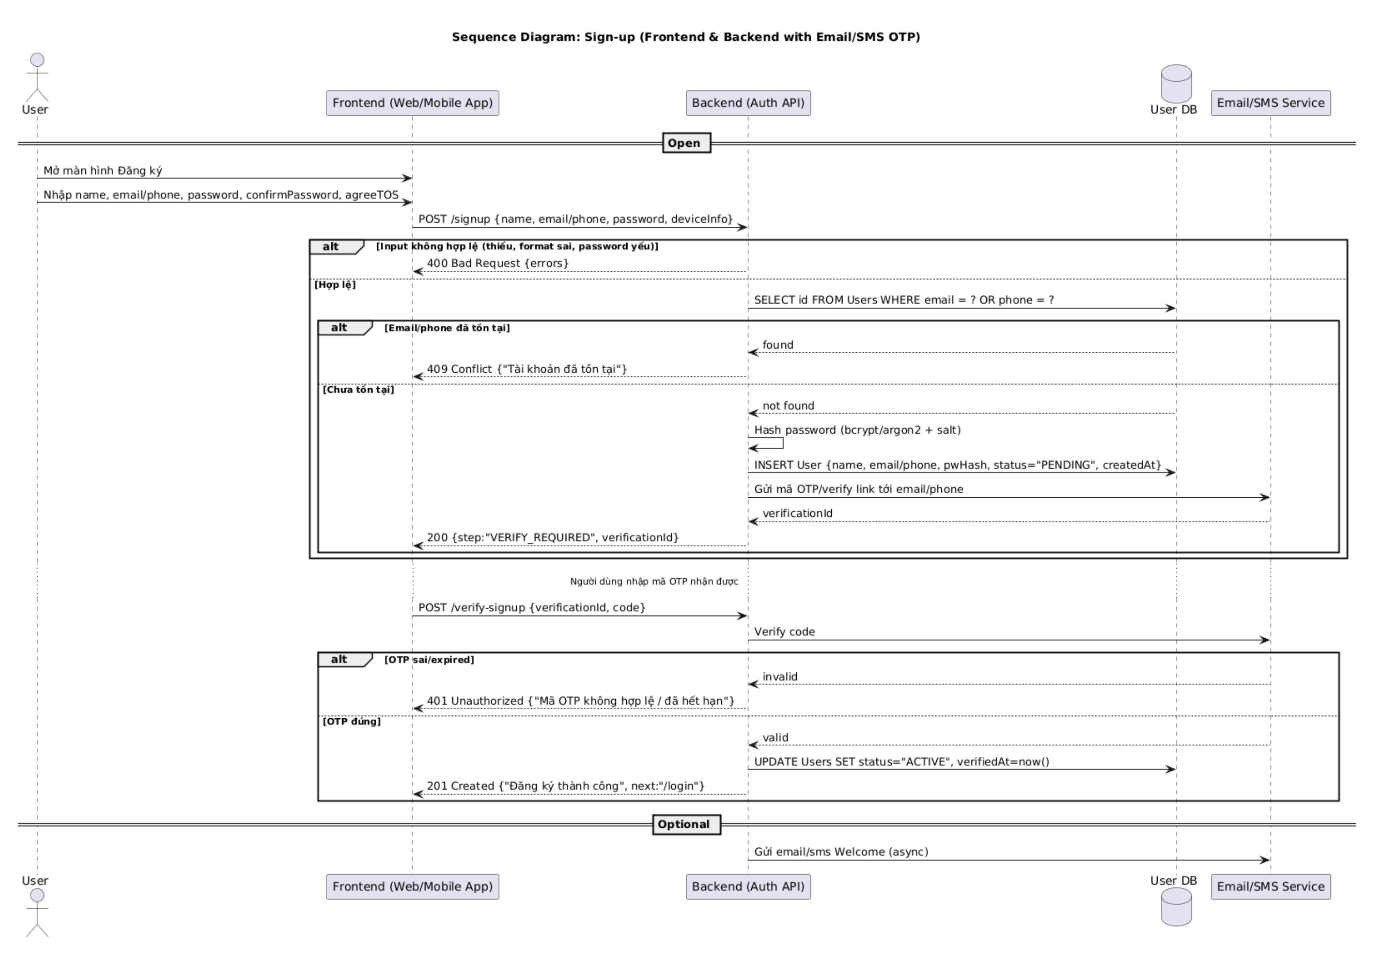 Sequence Diagram: Sign-up (Frontend & Backend with Email/SMS OTP)
User
Frontend (Web/Mobile App)
Backend (Auth API)
User DB
Email/SMS Service
Open
Mở màn hình Đăng ký
Nhập name, email/phone, password, confirmPassword, agreeTOS
POST /signup {name, email/phone, password, deviceInfo}
alt [Input không hợp lệ (thiếu, format sai, password yếu)]
400 Bad Request {errors}
[Hợp lệ]
SELECT id FROM Users WHERE email = ? OR phone = ?
alt [Email/phone đã tồn tại]
found
409 Conflict {"Tài khoản đã tồn tại"}
[Chưa tồn tại]
not found
Hash password (bcrypt/argon2 + salt)
INSERT User {name, email/phone, pwHash, status="PENDING", createdAt}
Gửi mã OTP/verify link tới email/phone
verificationId
200 {step:"VERIFY_REQUIRED", verificationId}
Người dùng nhập mã OTP nhận được
POST /verify-signup {verificationId, code}
Verify code
alt [OTP sai/expired]
invalid
401 Unauthorized {"Mã OTP không hợp lệ / đã hết hạn"}
[OTP đúng]
valid
UPDATE Users SET status="ACTIVE", verifiedAt=now()
201 Created {"Đăng ký thành công", next:"/login"}
Optional
Gửi email/sms Welcome (async)
User
Frontend (Web/Mobile App)
Backend (Auth API)
User DB
Email/SMS Service